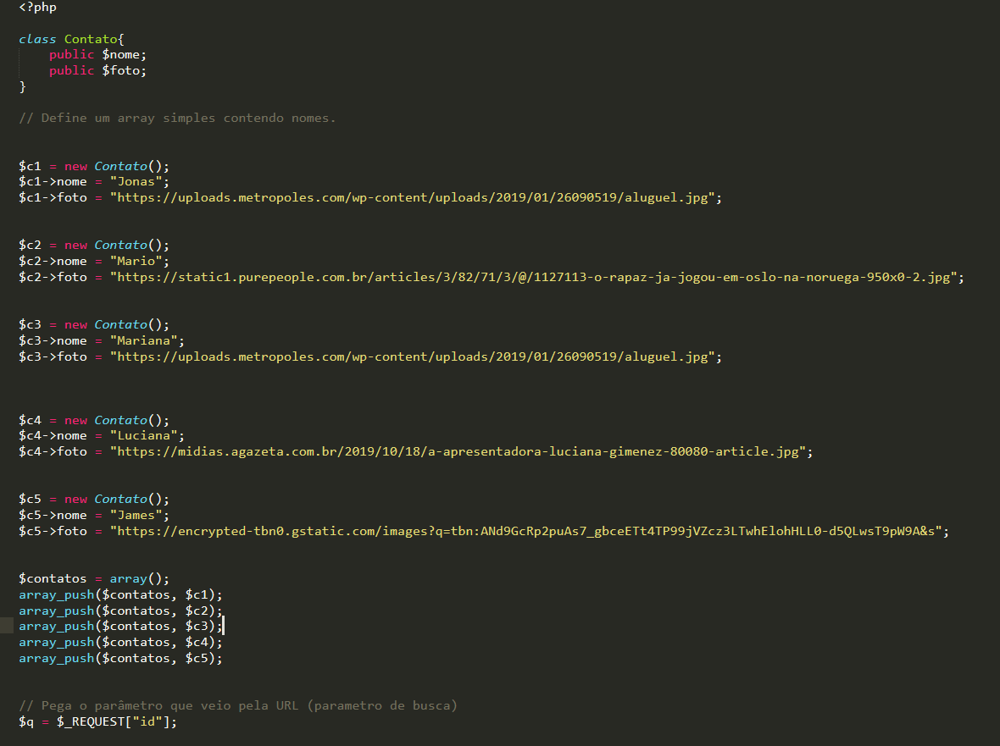 <?php
class Contato{
public $nome;
public $foto;
}
// Define um array simples contendo nomes.
$c1 = new Contato();
$c1->nome = "Jonas";
$c1->foto = "https://uploads.metropoles.com/wp-content/uploads/2019/01/26090519/aluguel.jpg";
$c2 = new Contato();
$c2->nome = "Mario";
$c2->foto = "https://static1.purepeople.com.br/articles/3/82/71/3/@/1127113-o-rapaz-ja-jogou-em-oslo-na-noruega-950x0-2.jpg";
$c3 = new Contato();
$c3->nome = "Mariana";
$c3->foto = "https://uploads.metropoles.com/wp-content/uploads/2019/01/26090519/aluguel.jpg";
$c4 = new Contato();
$c4->nome = "Luciana";
$c4->foto = "https://midias.agazeta.com.br/2019/10/18/a-apresentadora-luciana-gimenez-80080-article.jpg";
$c5 = new Contato();
$c5->nome = "James";
$c5->foto = "https://encrypted-tbn0.gstatic.com/images?q=tbn:ANd9GcRp2puAs7_gbceETt4TP99jVZcz3LTwhElohHLL0-d5QLwsT9pW9A&s";
$contatos = array();
array_push($contatos, $c1);
array_push($contatos, $c2);
array_push($contatos, $c3);
array_push($contatos, $c4);
array_push($contatos, $c5);
// Pega o parâmetro que veio pela URL (parametro de busca)
$q = $_REQUEST["id"];